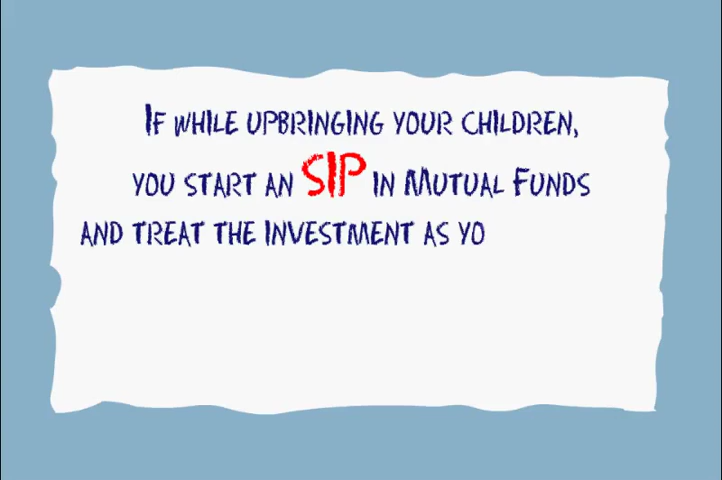 If while upbringing your children,
you start an SIP in Mutual Funds
and treat the Investment as yo